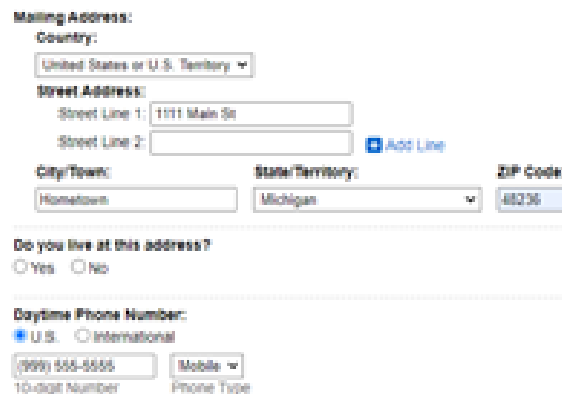 Mailing Address:
Country:
United States or U.S. Territory
Street Address:
Street Line 1: 1111 Main St
Street Line 2:
Add Line
City/Town: State/Territory: ZIP Code
Hometown Michigan 48236
Do you live at this address?
Yes No
Daytime Phone Number:
U.S. International
(999) 555-5555 Mobile
10-digit Number Phone Type